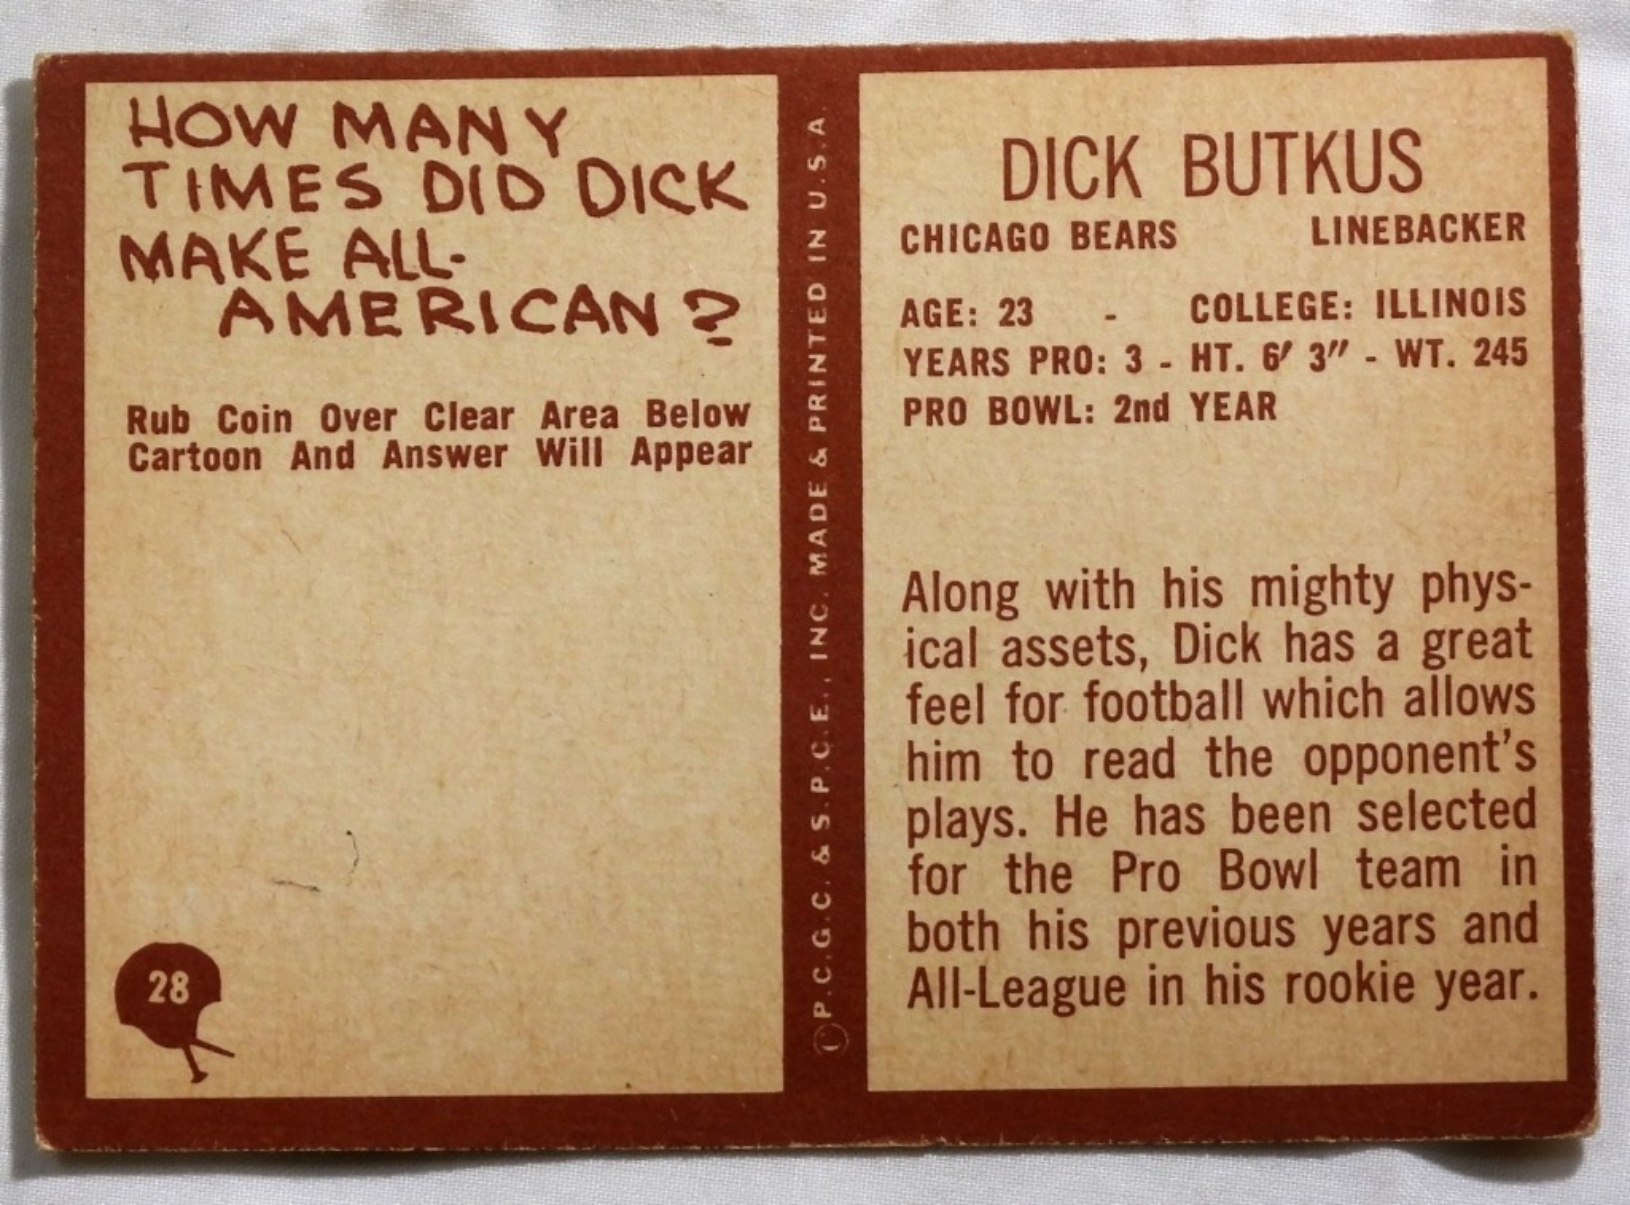 HOW MANY
TIMES DID DICK
MAKE ALL-
AMERICAN?
Rub Coin Over Clear Area Below
Cartoon And Answer Will Appear
28
Ⓒ P.C.G.C. & S.P.C.E., INC. MADE & PRINTED IN U.S.A
DICK BUTKUS
CHICAGO BEARS LINEBACKER
AGE: 23 - COLLEGE: ILLINOIS
YEARS PRO: 3 - HT. 6' 3" - WT. 245
PRO BOWL: 2nd YEAR
Along with his mighty phys-
ical assets, Dick has a great
feel for football which allows
him to read the opponent's
plays. He has been selected
for the Pro Bowl team in
both his previous years and
All-League in his rookie year.